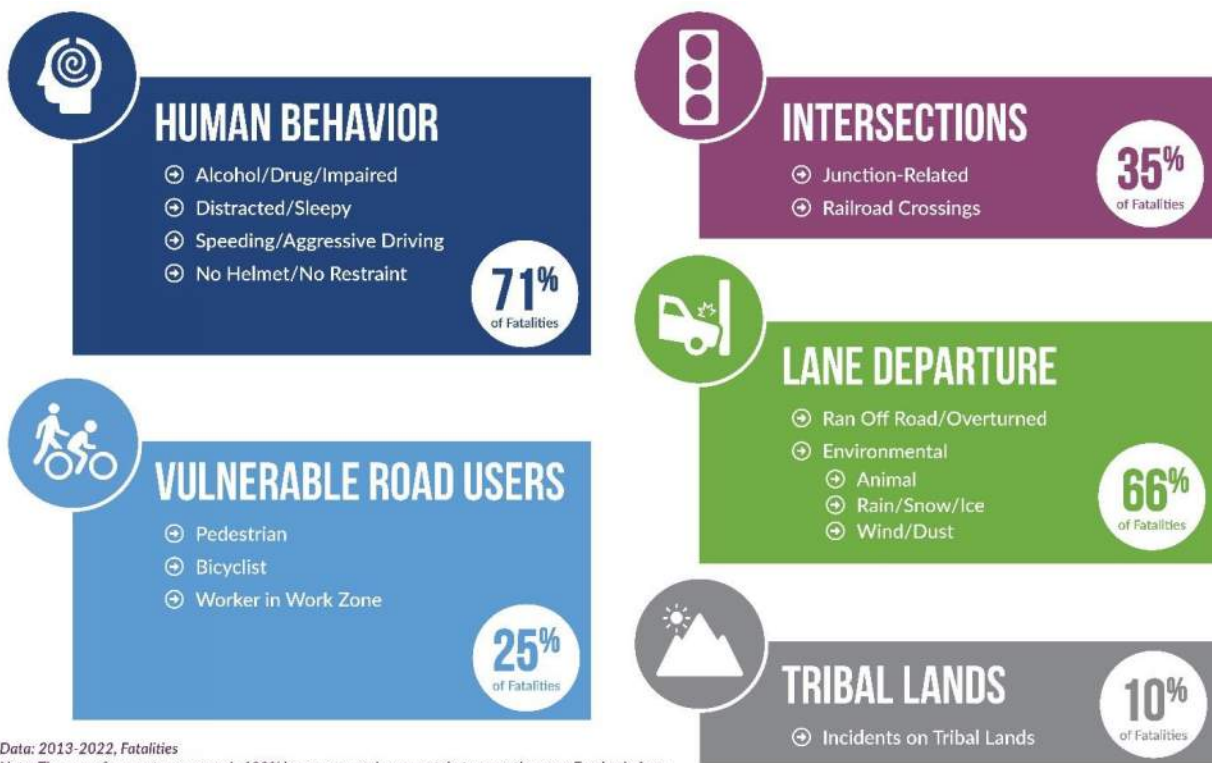 HUMAN BEHAVIOR
Alcohol/Drug/Impaired
Distracted/Sleepy
Speeding/Aggressive Driving
No Helmet/No Restraint
71%
of Fatalities
VULNERABLE ROAD USERS
Pedestrian
Bicyclist
Worker in Work Zone
25%
of Fatalities
INTERSECTIONS
Junction-Related
Railroad Crossings
35%
of Fatalities
LANE DEPARTURE
Ran Off Road/Overturned
Environmental
Animal
Rain/Snow/Ice
Wind/Dust
66%
of Fatalities
TRIBAL LANDS
Incidents on Tribal Lands
10%
of Fatalities
Data: 2013-2022, Fatalities